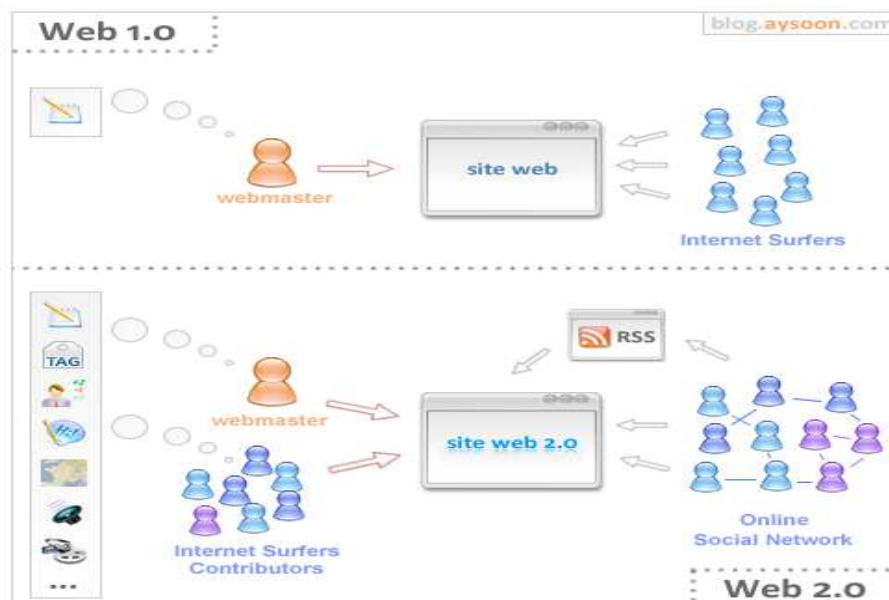 Web 1.0
blog.aysoon.com
site web
webmaster
Internet Surfers
TAG
RSS
webmaster
site web 2.0
Internet Surfers
Contributors
Online
Social Network
...
Web 2.0